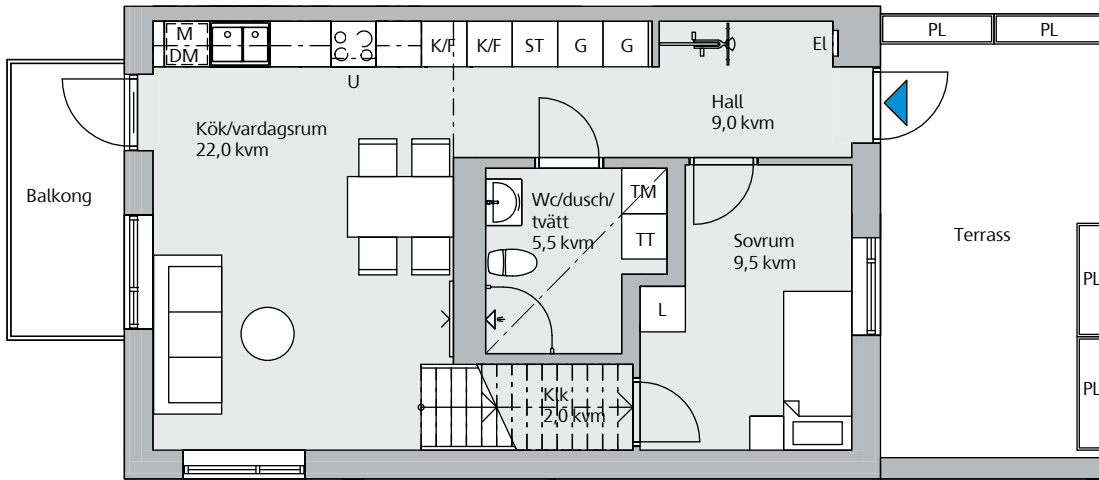 M
DM
K/F
K/F
ST
G
G
El
PL
PL
U
Hall
9,0 kvm
Kök/vardagsrum
22,0 kvm
Balkong
Wc/dusch/
tvätt
5,5 kvm
TM
TT
Sovrum
9,5 kvm
Terrass
PL
L
PL
Klk
2,0 kvm